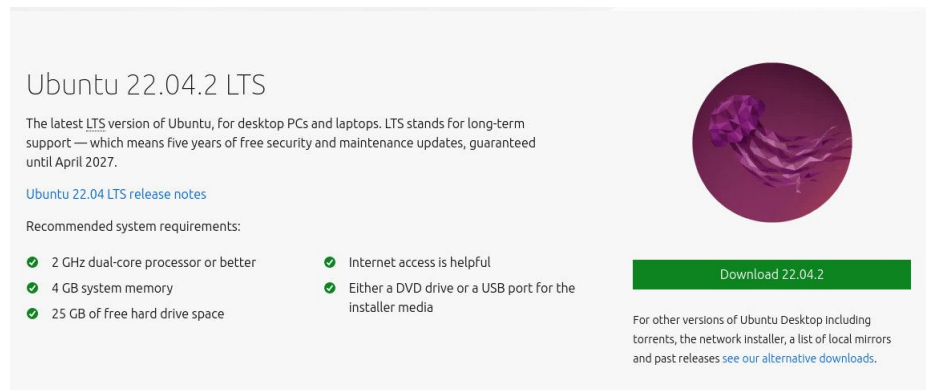 Ubuntu 22.04.2 LTS
The latest LTS version of Ubuntu, for desktop PCs and laptops. LTS stands for long-term
support — which means five years of free security and maintenance updates, guaranteed
until April 2027.
Ubuntu 22.04 LTS release notes
Recommended system requirements:
2 GHz dual-core processor or better
4 GB system memory
25 GB of free hard drive space
Internet access is helpful
Either a DVD drive or a USB port for the
installer media
Download 22.04.2
For other versions of Ubuntu Desktop including
torrents, the network installer, a list of local mirrors
and past releases see our alternative downloads.